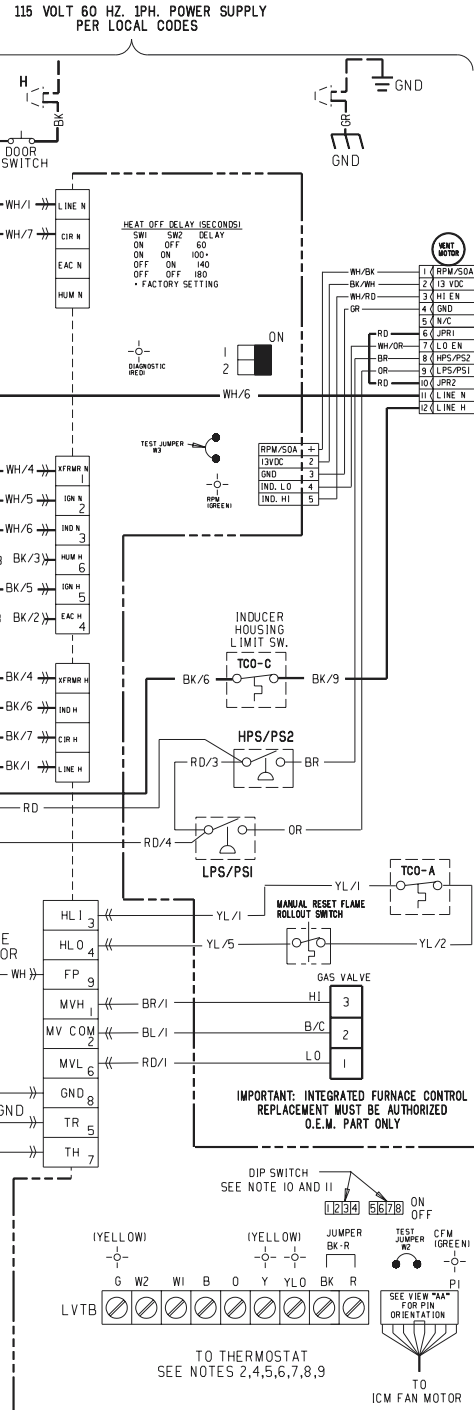 115 VOLT 60 HZ. 1PH. POWER SUPPLY
PER LOCAL CODES
H
BK
DOOR
SWITCH
GND
GR
GND
WH/1
LINE N
WH/7
CIR N
EAC N
HUM N
HEAT OFF DELAY (SECONDS)
SW1 SW2 DELAY
ON OFF 60
ON ON 100*
OFF ON 140
OFF OFF 180
* FACTORY SETTING
VENT
MOTOR
WH/BK 1 RPM/SOA
BK/WH 2 13 VDC
WH/RD 3 HI EN
GR 4 GND
5 N/C
RD 6 JPR1
WH/OR 7 LO EN
BR 8 HPS/PS2
OR 9 LPS/PS1
RD 10 JPR2
11 LINE N
12 LINE H
DIAGNOSTIC
(RED)
ON
1
2
WH/6
TEST JUMPER
W3
RPM
(GREEN)
RPM/SOA +
13VDC 2
GND 3
IND. LO 4
IND. HI 5
WH/4 XFRMR N 1
WH/5 IGN N 2
WH/6 IND N 3
BK/3 HUM H 6
BK/5 IGN H 5
BK/2 EAC H 4
INDUCER
HOUSING
LIMIT SW.
TCO-C
BK/6
BK/9
BK/4 XFRMR H
BK/6 IND H
BK/7 CIR H
BK/1 LINE H
HPS/PS2
RD/3
BR
RD
OR
RD/4
LPS/PS1
TCO-A
YL/1
MANUAL RESET FLAME
ROLLOUT SWITCH
HLI 3
YL/1
HLO 4
YL/5
YL/2
E
OR
WH
FP 9
GAS VALVE
MVH 1
BR/1
HI 3
MV COM 2
BL/1
B/C 2
MVL 6
RD/1
LO 1
GND 8
GND
TR 5
TH 7
IMPORTANT: INTEGRATED FURNACE CONTROL
REPLACEMENT MUST BE AUTHORIZED
O.E.M. PART ONLY
DIP SWITCH
SEE NOTE 10 AND 11
1 2 3 4 5 6 7 8
ON
OFF
(YELLOW)
(YELLOW)
JUMPER
BK-R
TEST
JUMPER
W2
CFM
(GREEN)
G W2 W1 B O Y YLO BK R
P1
LVTB
SEE VIEW "AA"
FOR PIN
ORIENTATION
TO THERMOSTAT
SEE NOTES 2,4,5,6,7,8,9
TO
ICM FAN MOTOR